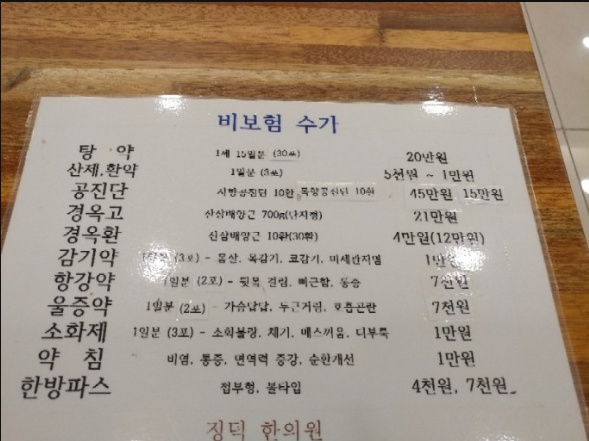 비보험 수가
탕 약 1제 15일분 (30포) 20만원
산제,환약 1일분 (3포) 5천원 ~ 1만원
공진단 사향공진단 10환 목향공진단 10환 45만원 15만원
경옥고 산삼배양근 700g(단지형) 21만원
경옥환 산삼배양근 10환(30환) 4만원(12만원)
감기약 (3포) - 몸살, 목감기, 코감기, 미세먼지염 1만원
항강약 1일분 (2포) - 뒷목 결림, 뻐근함, 통증 7천원
울증약 1일분 (2포) - 가슴답답, 두근거림, 호흡곤란 7천원
소화제 1일분 (3포) - 소화불량, 체기, 메스꺼움, 더부룩 1만원
약 침 비염, 통증, 면역력 증강, 순환개선 1만원
한방파스 첩부형, 볼타입 4천원, 7천원
징덕 한의원